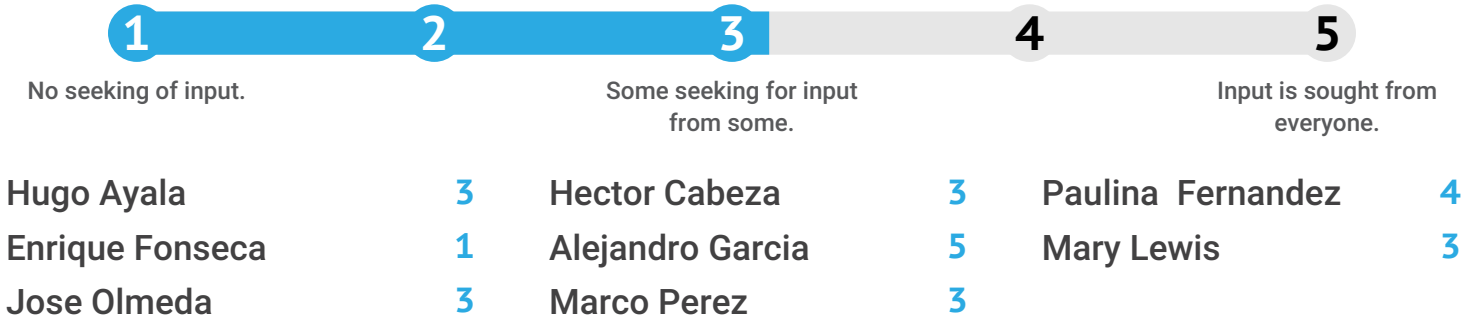 1 2 3 4 5
No seeking of input.
Some seeking for input
from some.
Input is sought from
everyone.
Hugo Ayala 3
Enrique Fonseca 1
Jose Olmeda 3
Hector Cabeza 3
Alejandro Garcia 5
Marco Perez 3
Paulina Fernandez 4
Mary Lewis 3